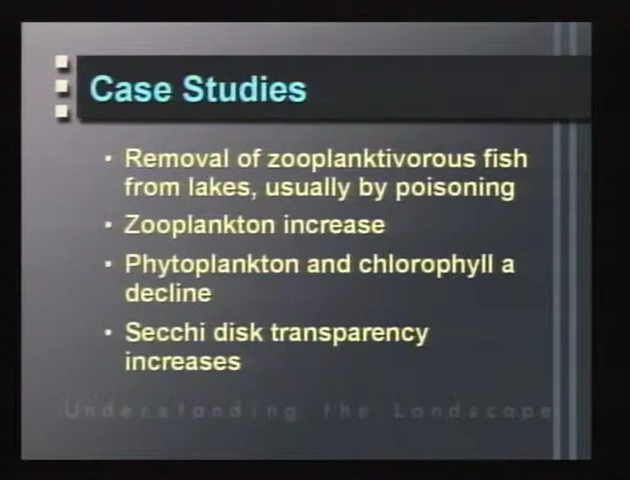 Case Studies
• Removal of zooplanktivorous fish
from lakes, usually by poisoning
• Zooplankton increase
• Phytoplankton and chlorophyll a
decline
• Secchi disk transparency
increases
Understanding the Landscape